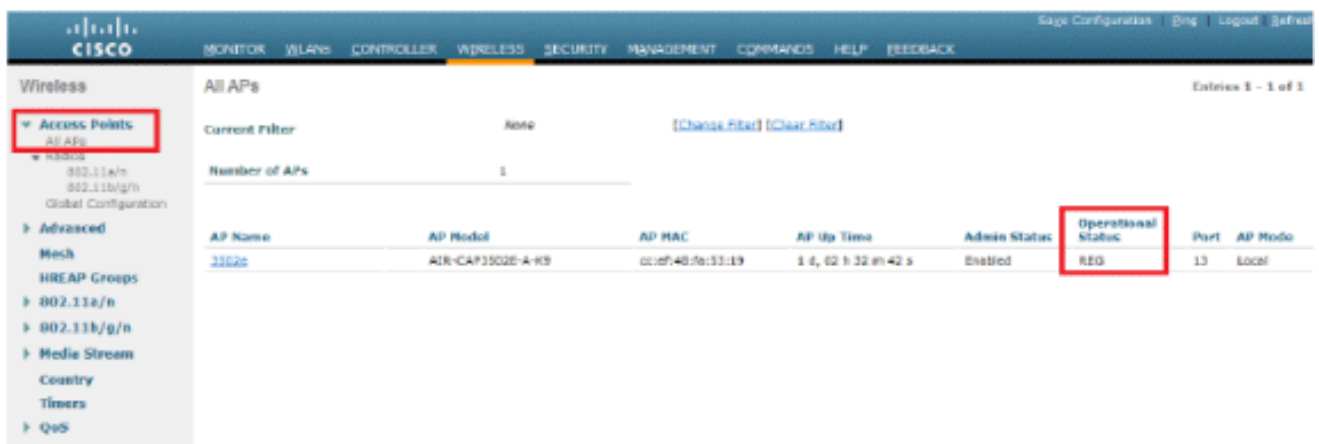 Save Configuration | Ping | Logout | Refresh
CISCO
MONITOR WLANs CONTROLLER WIRELESS SECURITY MANAGEMENT COMMANDS HELP FEEDBACK
Wireless
All APs
Entries 1 - 1 of 1
Access Points
All APs
Radios
802.11a/n
802.11b/g/n
Global Configuration
Advanced
Mesh
HREAP Groups
802.11a/n
802.11b/g/n
Media Stream
Country
Timers
QoS
Current Filter None [Change Filter] [Clear Filter]
Number of APs 1
AP Name AP Model AP MAC AP Up Time Admin Status Operational Status Port AP Mode
3502e AIR-CAP3502E-A-K9 cc:ef:48:fa:53:19 1 d, 02 h 32 m 42 s Enabled REG 13 Local